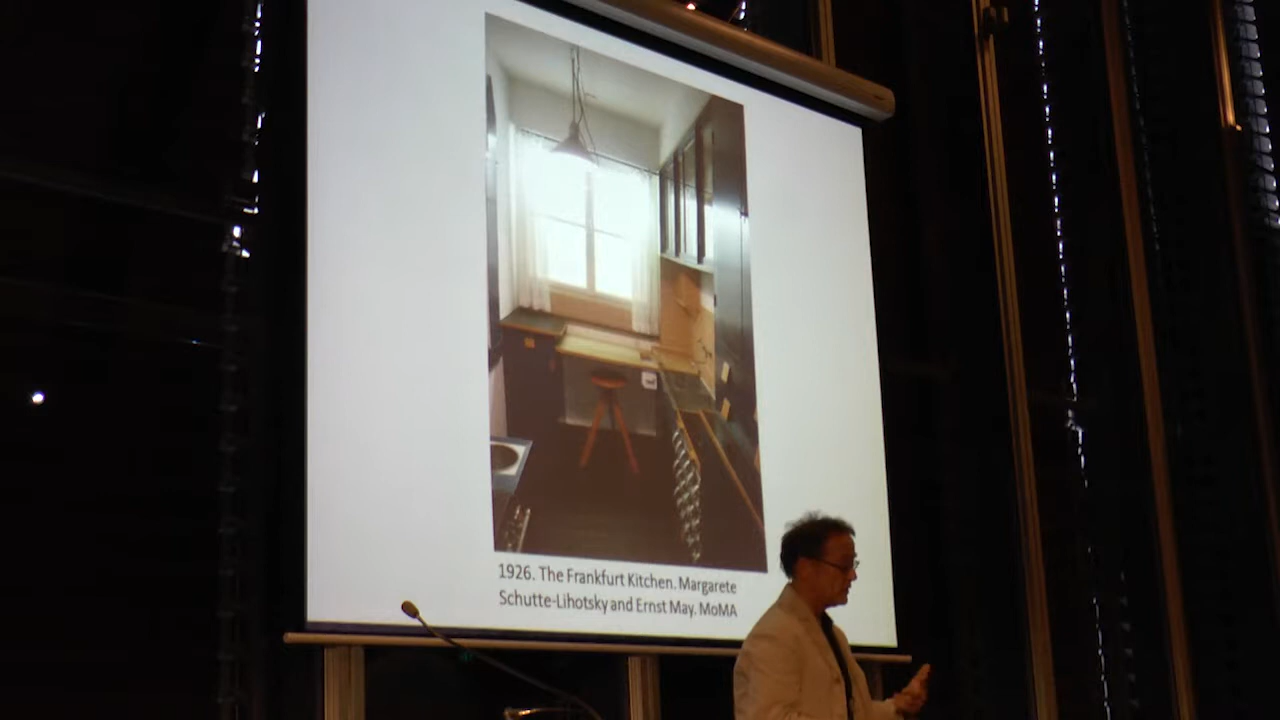 1926. The Frankfurt Kitchen. Margarete
Schutte-Lihotsky and Ernst May. MoMA